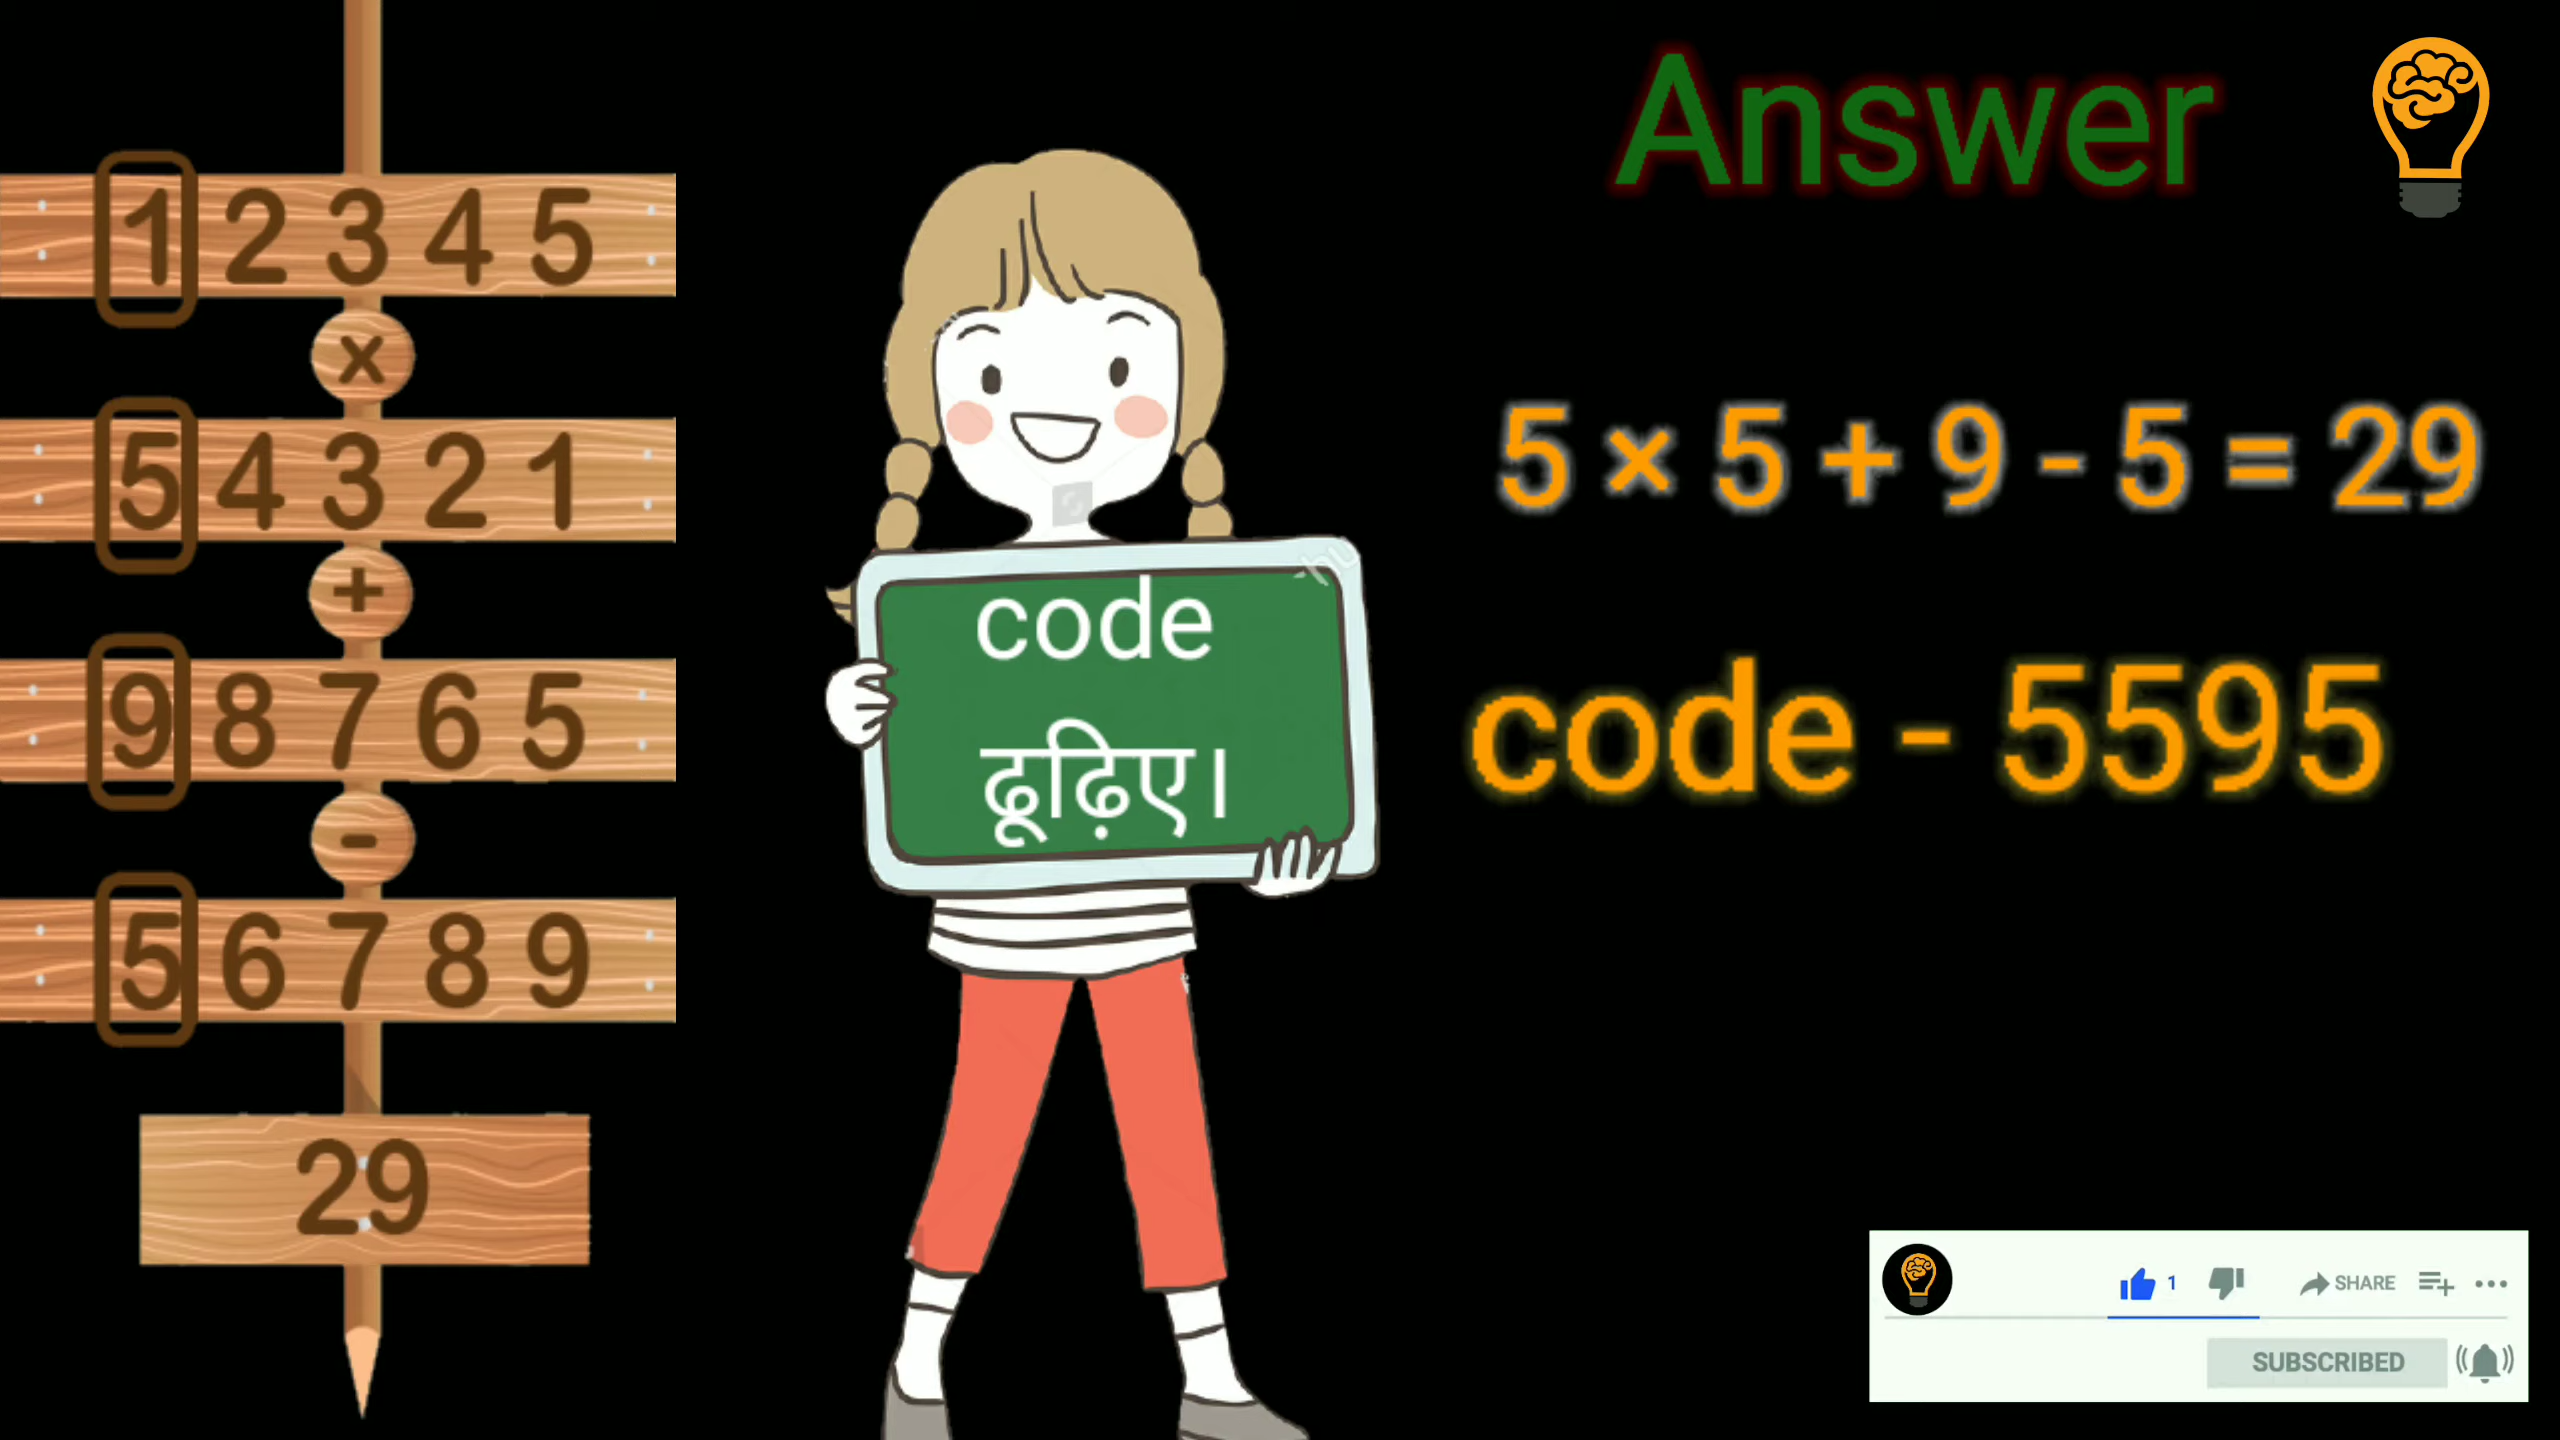 Answer
1 2 3 4 5
×
5 4 3 2 1
+
9 8 7 6 5
-
5 6 7 8 9
29
code
ढूढ़िए।
5 × 5 + 9 - 5 = 29
code - 5595
1 SHARE
SUBSCRIBED